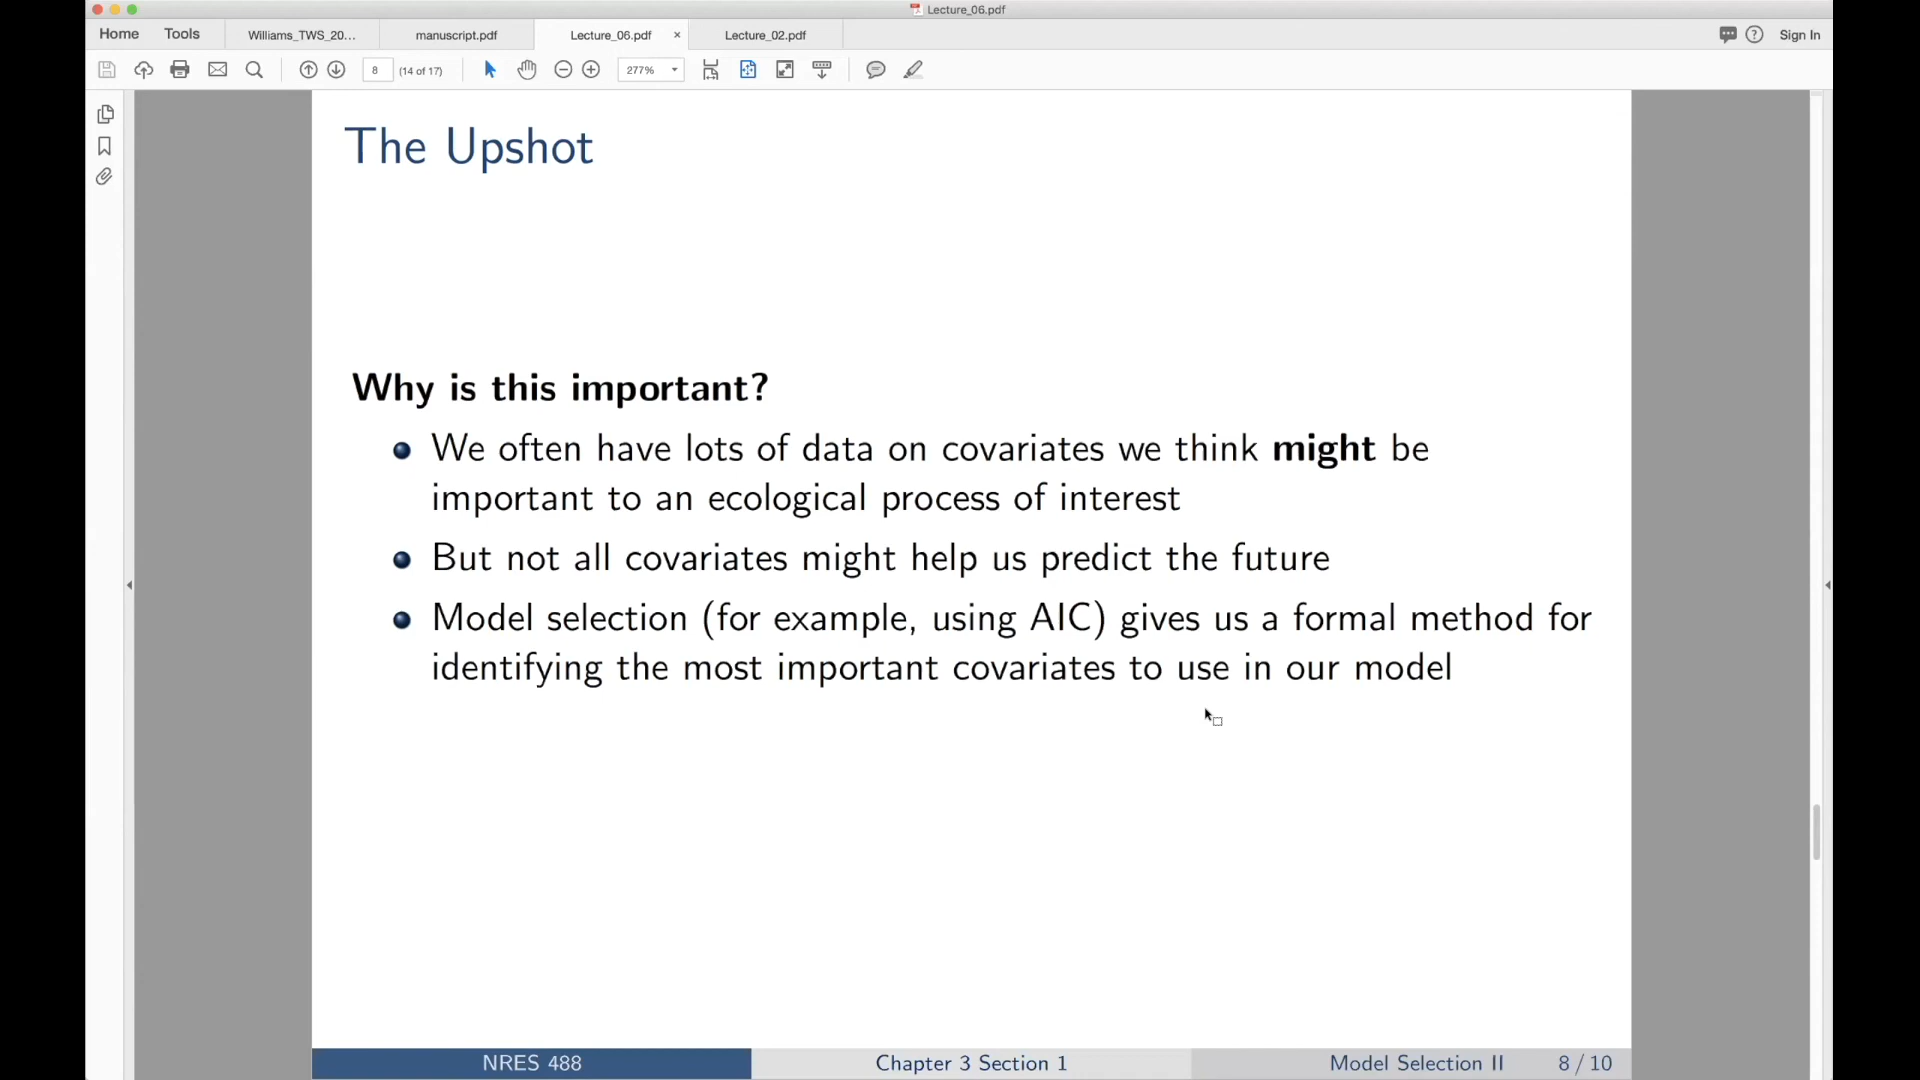 Lecture_06.pdf
Home Tools Williams_TWS_20... manuscript.pdf Lecture_06.pdf × Lecture_02.pdf Sign In
8 (14 of 17) 277%
The Upshot
Why is this important?
We often have lots of data on covariates we think might be
important to an ecological process of interest
But not all covariates might help us predict the future
Model selection (for example, using AIC) gives us a formal method for
identifying the most important covariates to use in our model
NRES 488 Chapter 3 Section 1 Model Selection II 8 / 10